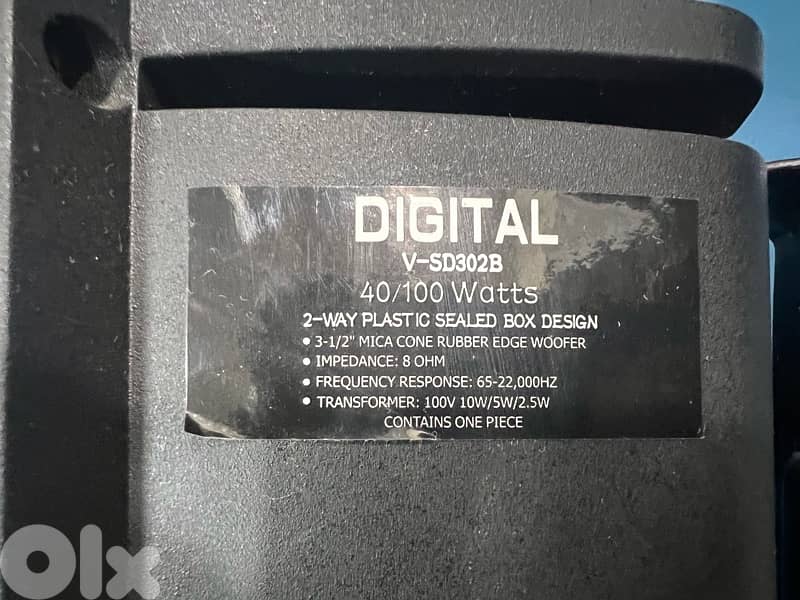 DIGITAL
V-SD302B
40/100 Watts
2-WAY PLASTIC SEALED BOX DESIGN
• 3-1/2" MICA CONE RUBBER EDGE WOOFER
• IMPEDANCE: 8 OHM
• FREQUENCY RESPONSE: 65-22,000HZ
• TRANSFORMER: 100V 10W/5W/2.5W
CONTAINS ONE PIECE
Olx